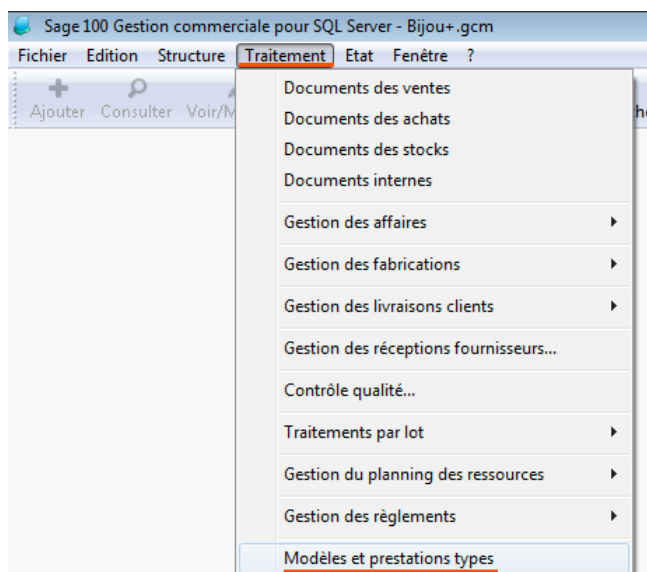 Sage 100 Gestion commerciale pour SQL Server - Bijou+.gcm
Fichier Edition Structure Traitement Etat Fenêtre ?
Ajouter Consulter Voir/M
Documents des ventes
Documents des achats
Documents des stocks
Documents internes
Gestion des affaires
Gestion des fabrications
Gestion des livraisons clients
Gestion des réceptions fournisseurs...
Contrôle qualité...
Traitements par lot
Gestion du planning des ressources
Gestion des règlements
Modèles et prestations types